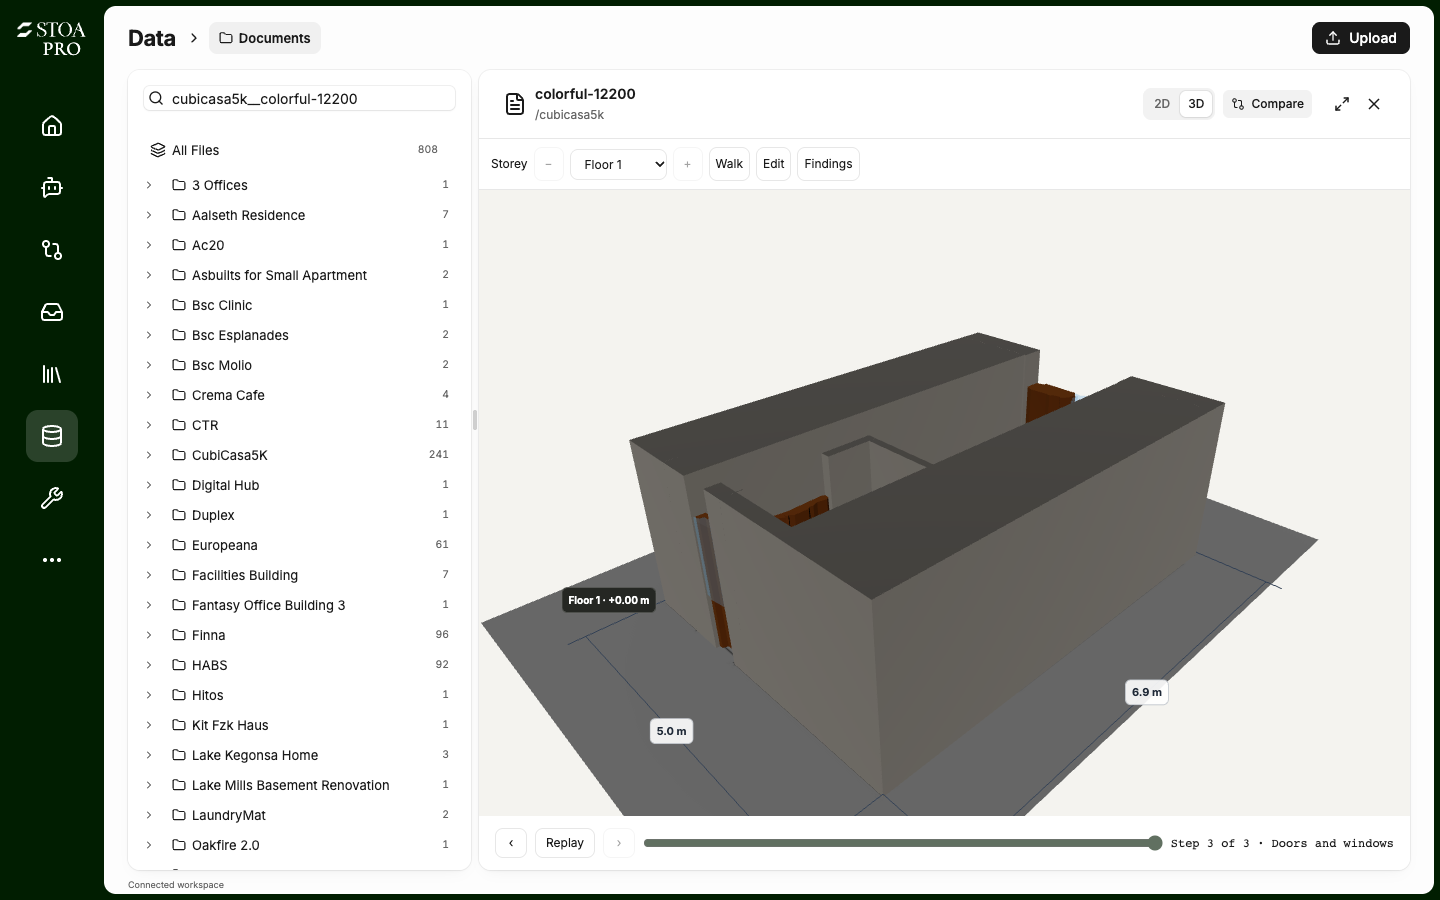 STOA
PRO
Data
Documents
Upload
cubicasa5k__colorful-12200
All Files 808
3 Offices 1
Aalseth Residence 7
Ac20 1
Asbuilts for Small Apartment 2
Bsc Clinic 1
Bsc Esplanades 2
Bsc Molio 2
Crema Cafe 4
CTR 11
CubiCasa5K 241
Digital Hub 1
Duplex 1
Europeana 61
Facilities Building 7
Fantasy Office Building 3 1
Finna 96
HABS 92
Hitos 1
Kit Fzk Haus 1
Lake Kegonsa Home 3
Lake Mills Basement Renovation 1
LaundryMat 2
Oakfire 2.0 1
Connected workspace
colorful-12200
/cubicasa5k
2D 3D Compare
Storey − Floor 1 + Walk Edit Findings
Floor 1 · +0.00 m
6.9 m
5.0 m
‹ Replay › Step 3 of 3 · Doors and windows